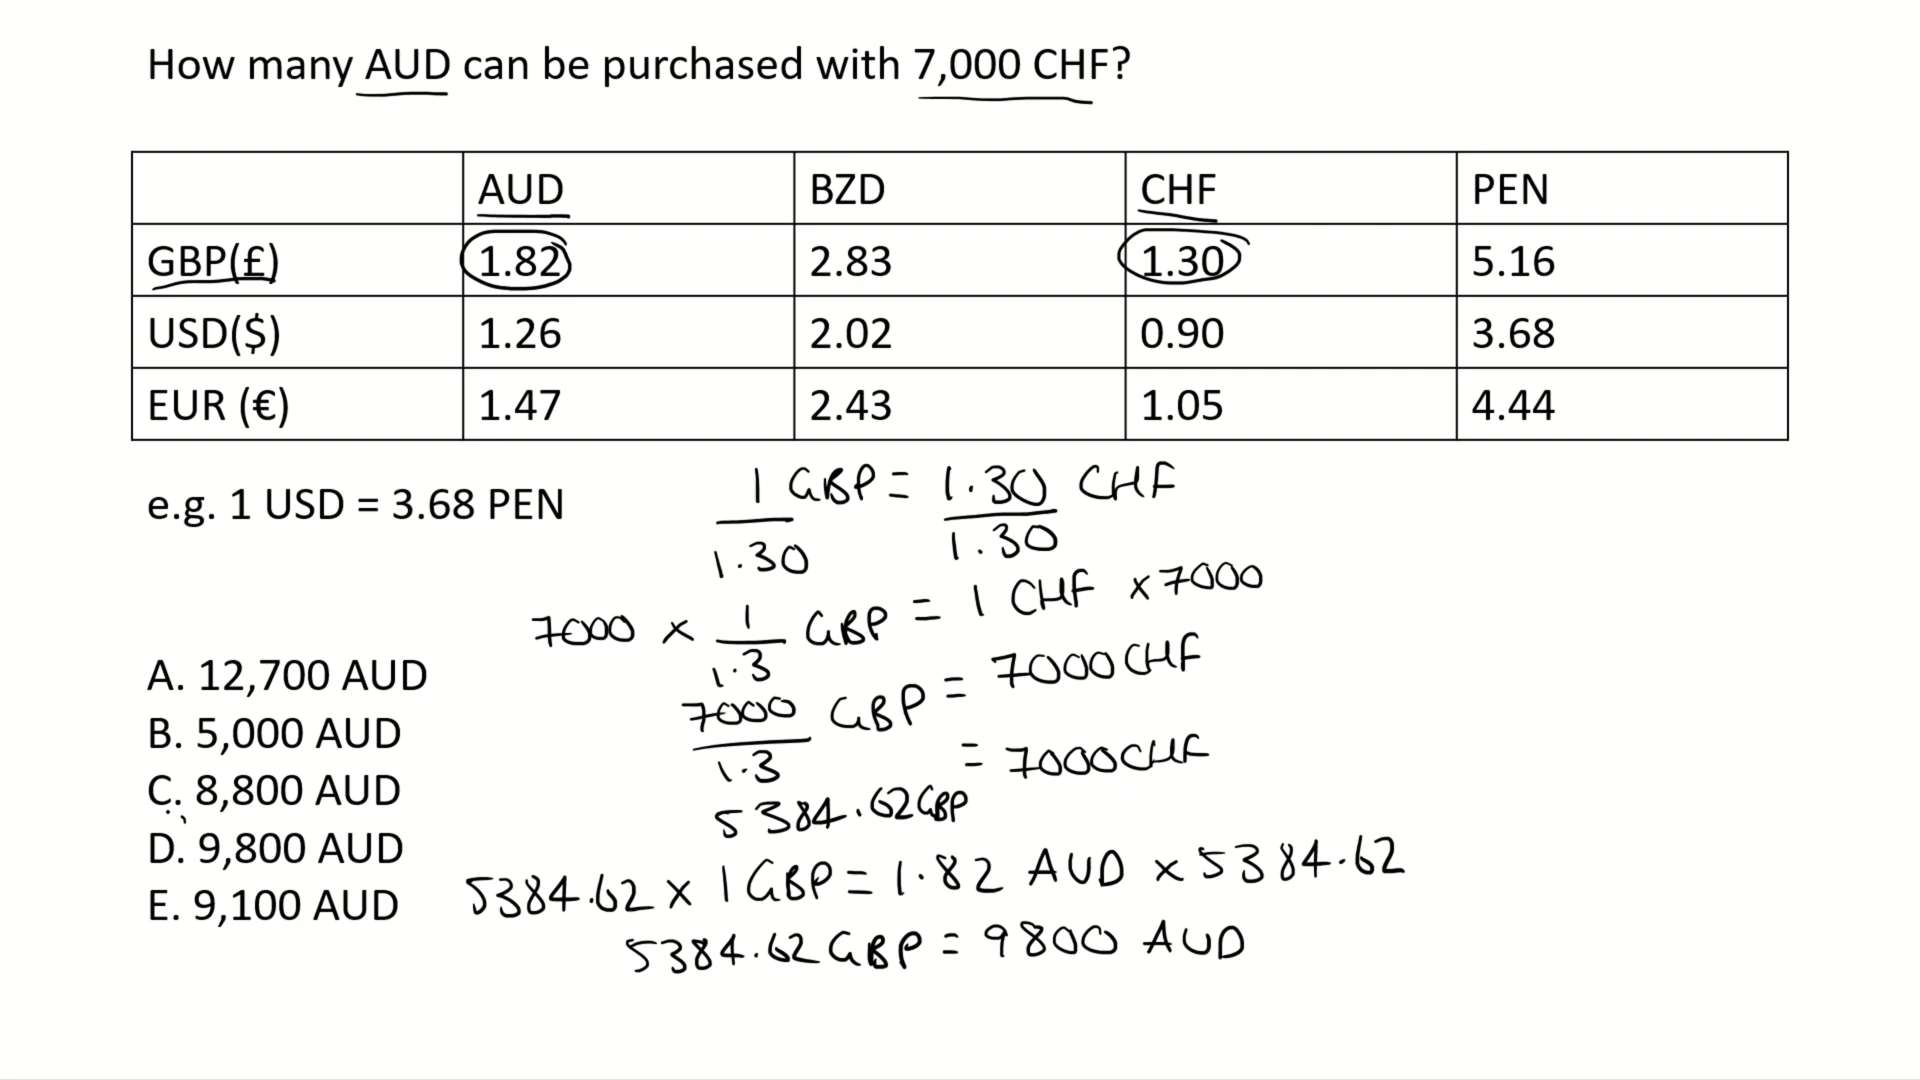 How many AUD can be purchased with 7,000 CHF?
AUD BZD CHF PEN
GBP(£) 1.82 2.83 1.30 5.16
USD($) 1.26 2.02 0.90 3.68
EUR (€) 1.47 2.43 1.05 4.44
e.g. 1 USD = 3.68 PEN
1 GBP = 1.30 CHF
1.30 1.30
7000 × 1 GBP = 1 CHF × 7000
1.3
7000 GBP = 7000 CHF
1.3
= 7000 CHF
5384.62 GBP
5384.62 × 1 GBP = 1.82 AUD × 5384.62
5384.62 GBP = 9800 AUD
A. 12,700 AUD
B. 5,000 AUD
C. 8,800 AUD
D. 9,800 AUD
E. 9,100 AUD